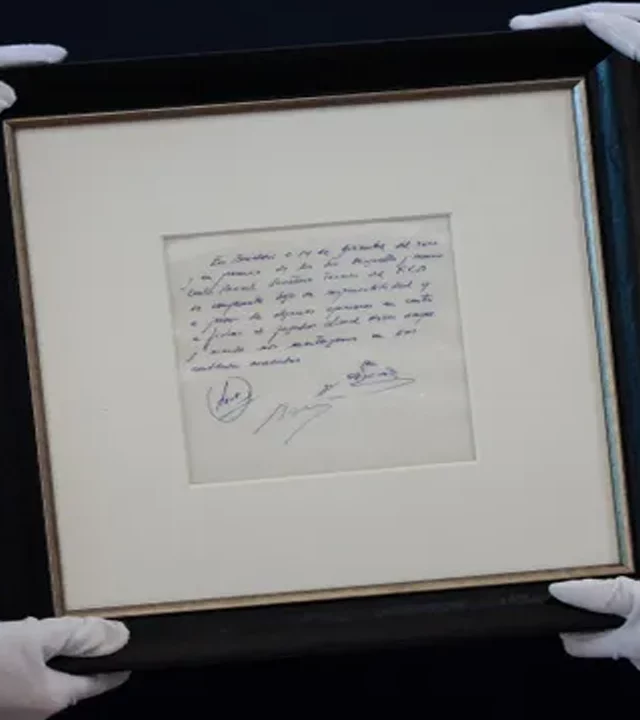 En Barcelona a 14 de diciembre del 2000
y en presencia de los Srs Minguella y Horacio
Carles Rexach Secretario Técnico del F.C.B
se compromete bajo su responsabilidad y
a pesar de algunas opiniones en contra
a fichar al jugador Lionel Messi siempre
y cuando nos mantengamos en las
cantidades acordadas